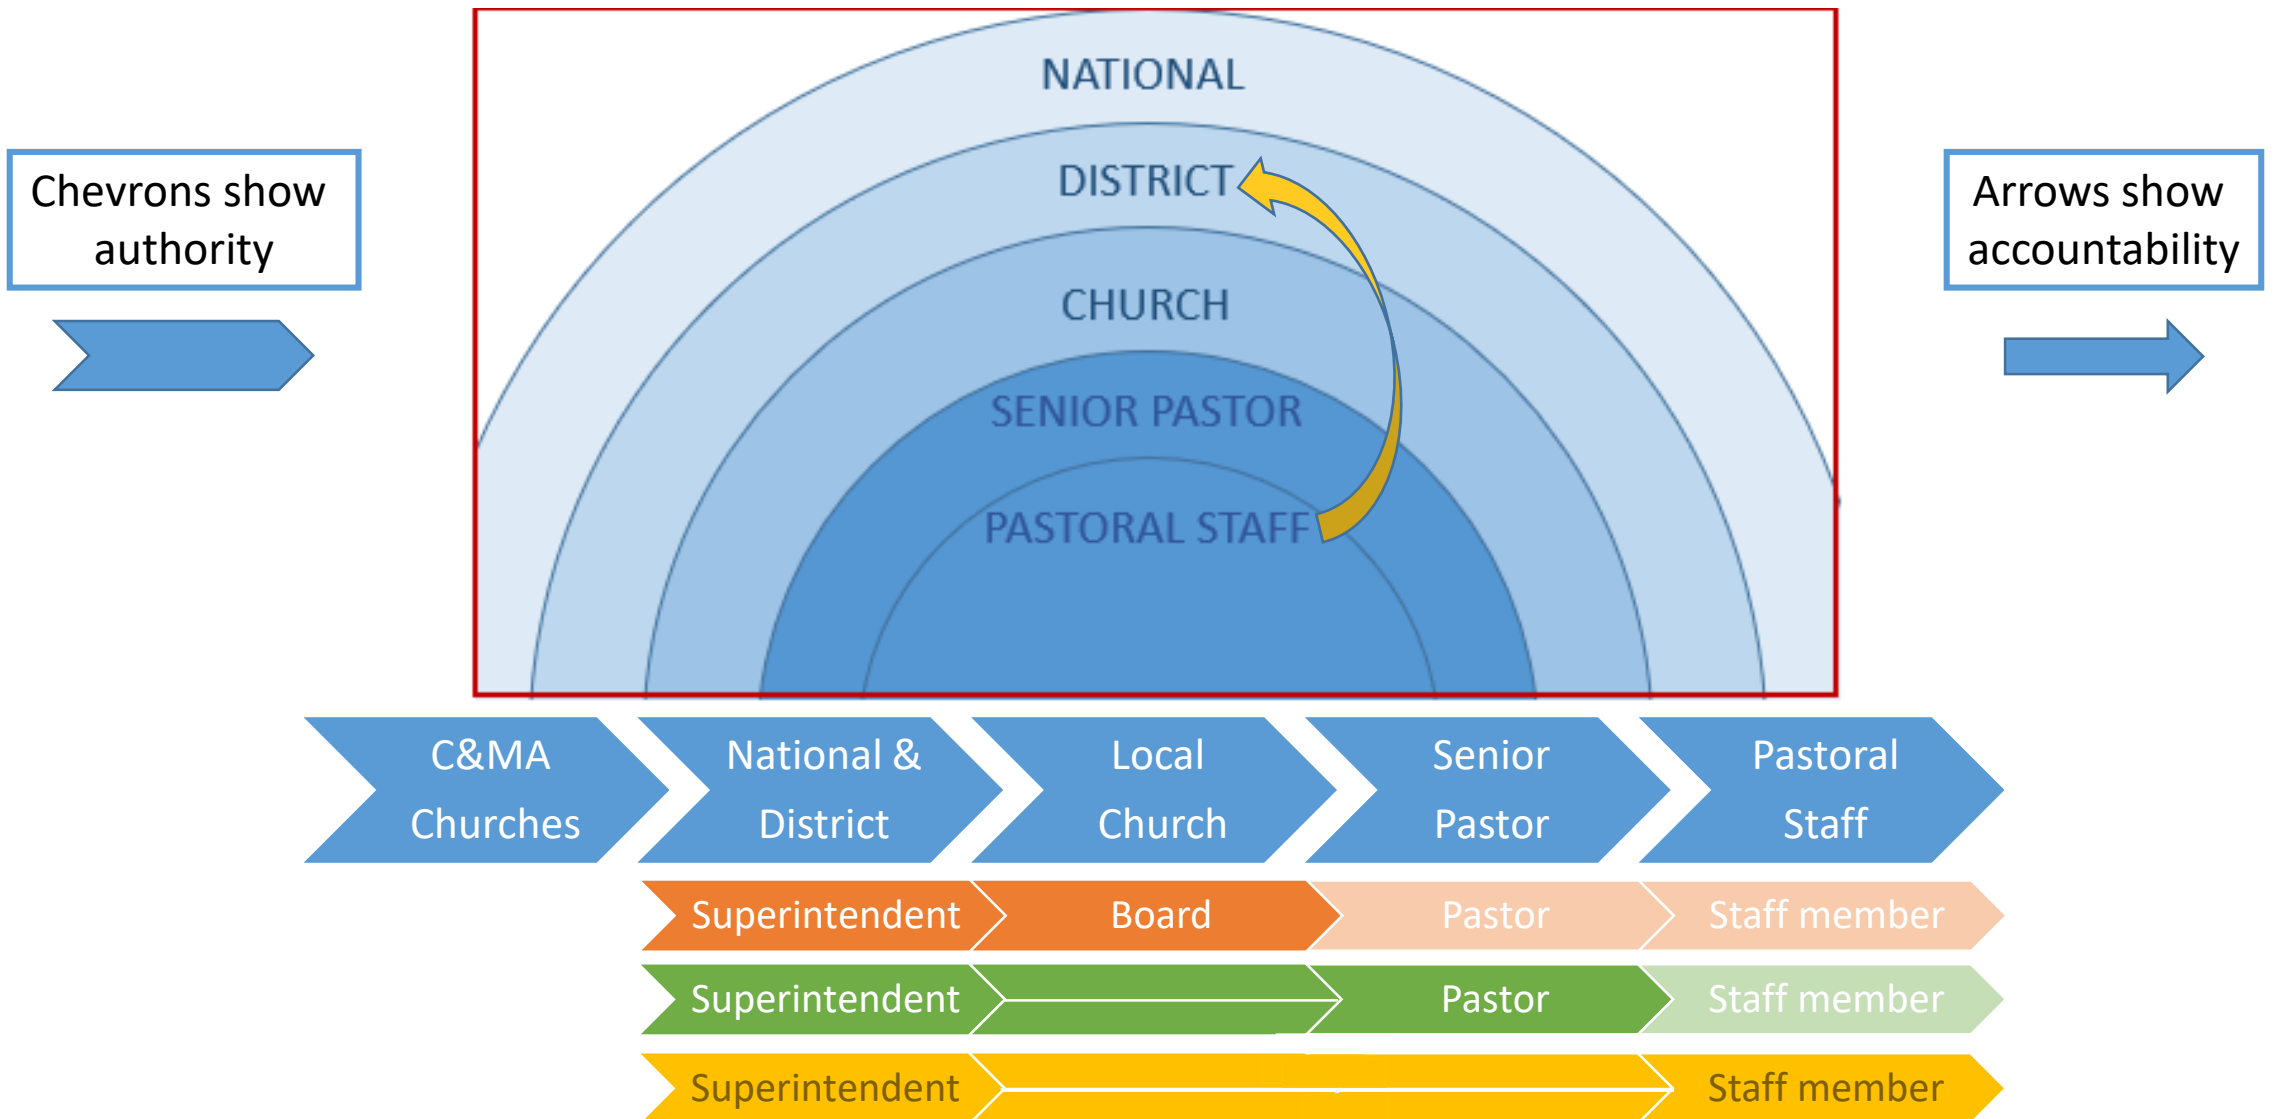 NATIONAL
DISTRICT
CHURCH
SENIOR PASTOR
PASTORAL STAFF
Chevrons show
authority
Arrows show
accountability
C&MA
Churches
National &
District
Local
Church
Senior
Pastor
Pastoral
Staff
Superintendent
Board
Pastor
Staff member
Superintendent
Pastor
Staff member
Superintendent
Staff member